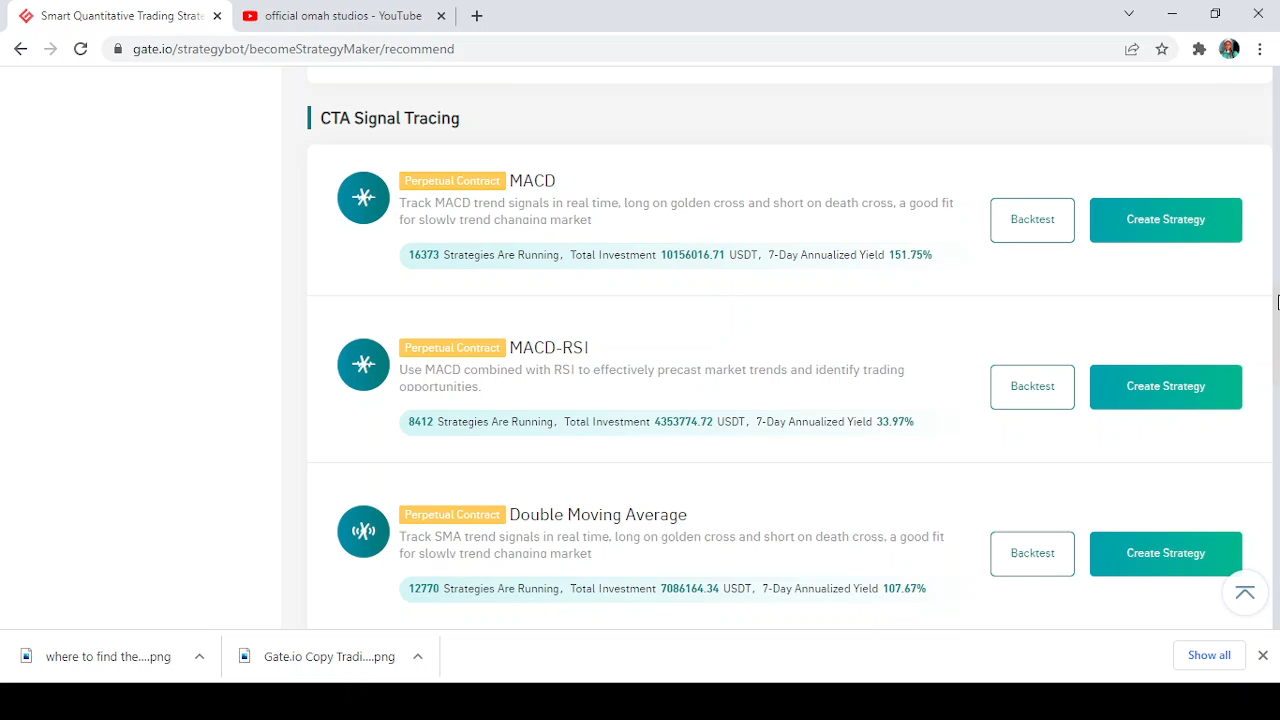 Smart Quantitative Trading Strate
official omah studios - YouTube
gate.io/strategybot/becomeStrategyMaker/recommend
CTA Signal Tracing
Perpetual Contract MACD
Track MACD trend signals in real time, long on golden cross and short on death cross, a good fit
for slowly trend changing market
Backtest
Create Strategy
16373 Strategies Are Running, Total Investment 10156016.71 USDT, 7-Day Annualized Yield 151.75%
Perpetual Contract MACD-RSI
Use MACD combined with RSI to effectively precast market trends and identify trading
opportunities.
Backtest
Create Strategy
8412 Strategies Are Running, Total Investment 4353774.72 USDT, 7-Day Annualized Yield 33.97%
Perpetual Contract Double Moving Average
Track SMA trend signals in real time, long on golden cross and short on death cross, a good fit
for slowly trend changing market
Backtest
Create Strategy
12770 Strategies Are Running, Total Investment 7086164.34 USDT, 7-Day Annualized Yield 107.67%
where to find the....png
Gate.io Copy Tradi....png
Show all